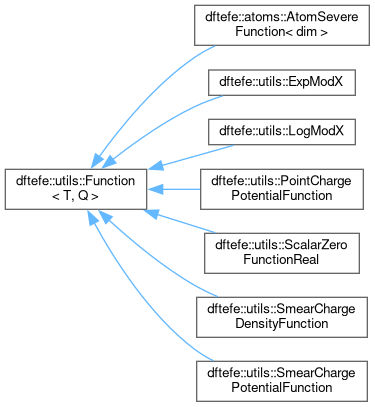 dftefe::atoms::AtomSevere
Function< dim >
dftefe::utils::ExpModX
dftefe::utils::LogModX
dftefe::utils::Function
< T, Q >
dftefe::utils::PointCharge
PotentialFunction
dftefe::utils::ScalarZero
FunctionReal
dftefe::utils::SmearCharge
DensityFunction
dftefe::utils::SmearCharge
PotentialFunction